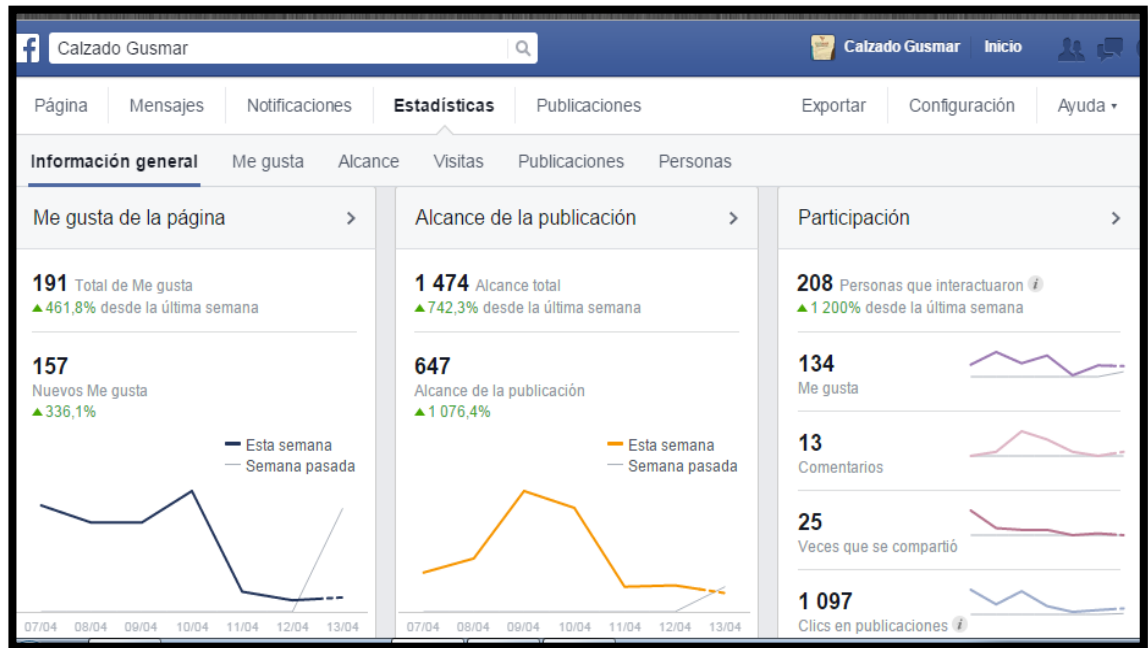 f Calzado Gusmar
Calzado Gusmar Inicio
Página Mensajes Notificaciones Estadísticas Publicaciones Exportar Configuración Ayuda
Información general Me gusta Alcance Visitas Publicaciones Personas
Me gusta de la página
191 Total de Me gusta
461,8% desde la última semana
157
Nuevos Me gusta
336,1%
Esta semana
Semana pasada
07/04 08/04 09/04 10/04 11/04 12/04 13/04
Alcance de la publicación
1 474 Alcance total
742,3% desde la última semana
647
Alcance de la publicación
1 076,4%
Esta semana
Semana pasada
07/04 08/04 09/04 10/04 11/04 12/04 13/04
Participación
208 Personas que interactuaron i
1 200% desde la última semana
134
Me gusta
13
Comentarios
25
Veces que se compartió
1 097
Clics en publicaciones i